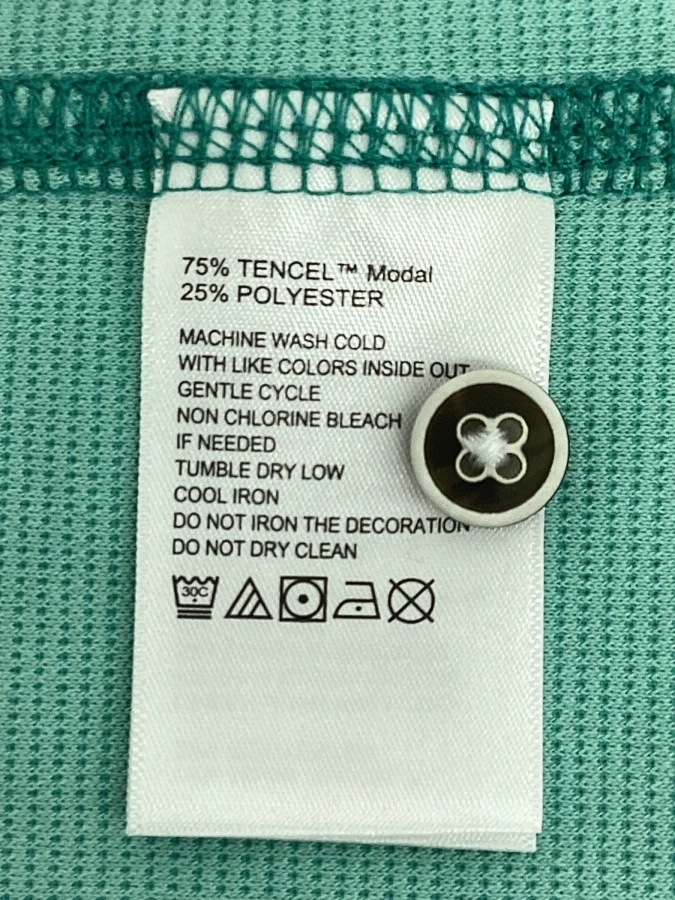 75% TENCEL™ Modal
25% POLYESTER
MACHINE WASH COLD
WITH LIKE COLORS INSIDE OUT
GENTLE CYCLE
NON CHLORINE BLEACH
IF NEEDED
TUMBLE DRY LOW
COOL IRON
DO NOT IRON THE DECORATION
DO NOT DRY CLEAN
30C